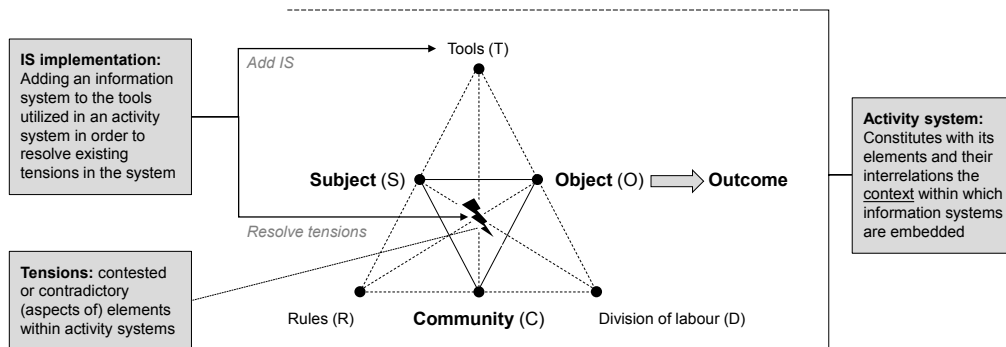 IS implementation:
Adding an information
system to the tools
utilized in an activity
system in order to
resolve existing
tensions in the system
Add IS
Tools (T)
Subject (S)
Object (O)
Outcome
Resolve tensions
Activity system:
Constitutes with its
elements and their
interrelations the
context within which
information systems
are embedded
Tensions: contested
or contradictory
(aspects of) elements
within activity systems
Rules (R)
Community (C)
Division of labour (D)